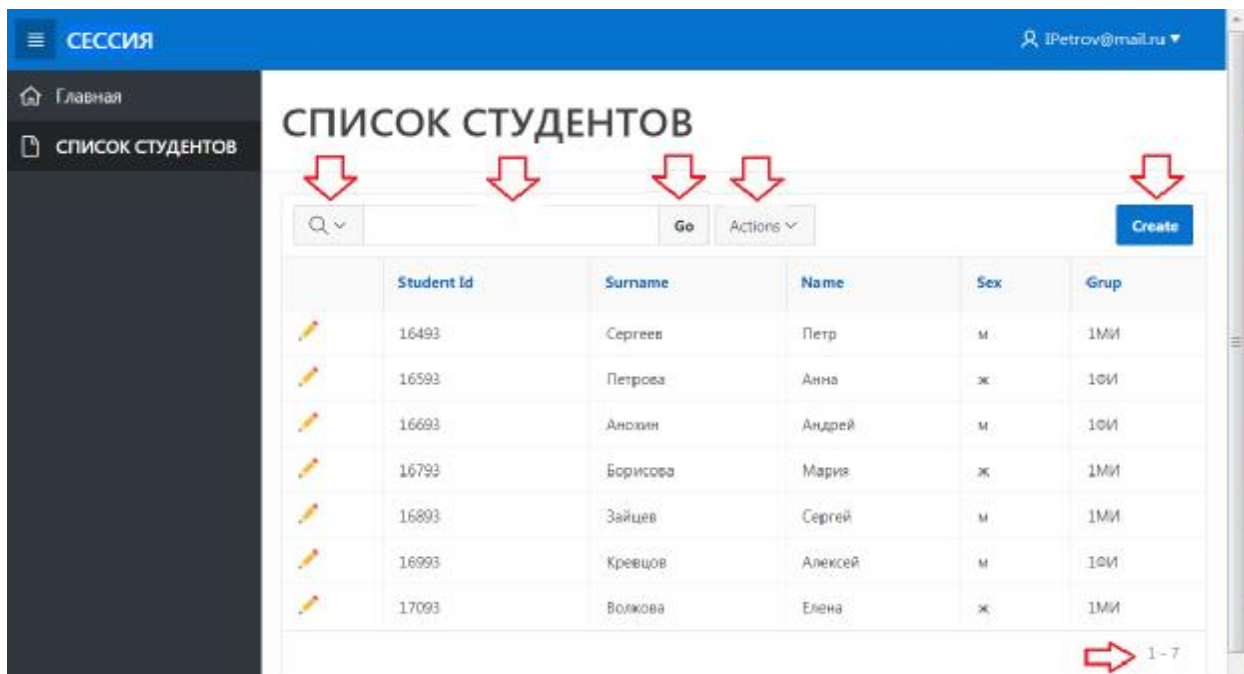 СЕССИЯ
IPetrov@mail.ru
Главная
СПИСОК СТУДЕНТОВ
СПИСОК СТУДЕНТОВ
Go Actions Create
Student Id Surname Name Sex Grup
16493 Сергеев Петр м 1МИ
16593 Петрова Анна ж 1ФИ
16693 Анохин Андрей м 1ФИ
16793 Борисова Мария ж 1МИ
16893 Зайцев Сергей м 1МИ
16993 Кревцов Алексей м 1ФИ
17093 Волкова Елена ж 1МИ
1 - 7